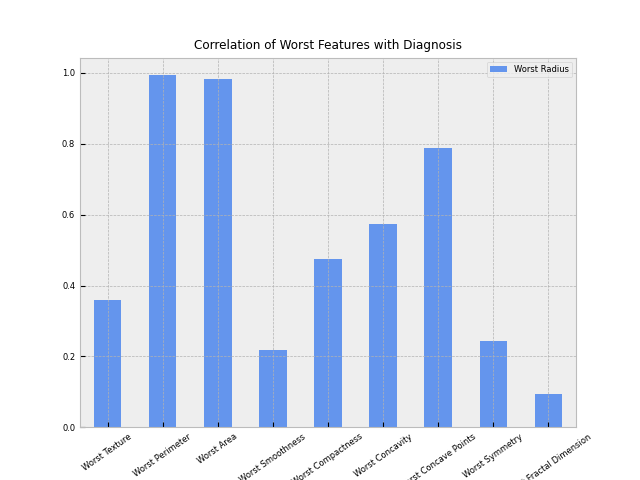 Correlation of Worst Features with Diagnosis
Worst Radius
1.0
0.8
0.6
0.4
0.2
0.0
Worst Texture
Worst Perimeter
Worst Area
Worst Smoothness
Worst Compactness
Worst Concavity
rst Concave Points
Worst Symmetry
Fractal Dimension